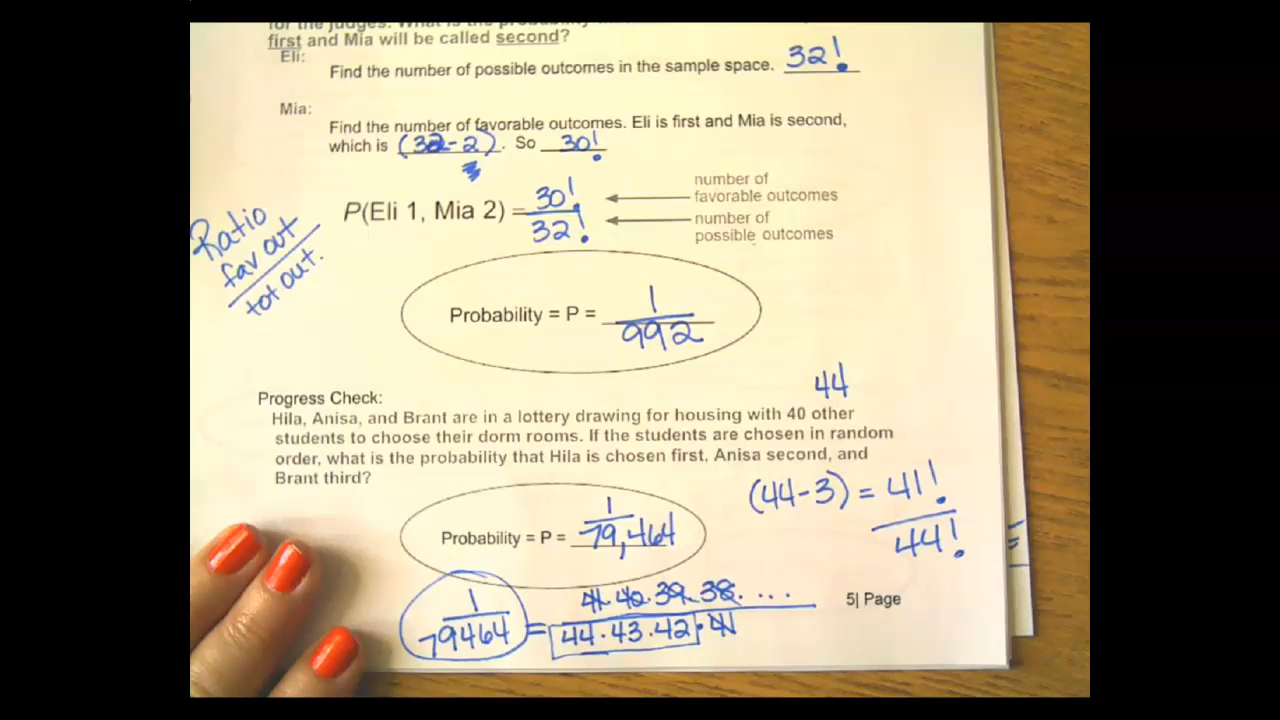 first and Mia will be called second?
Eli:
Find the number of possible outcomes in the sample space. 32!
Mia:
Find the number of favorable outcomes. Eli is first and Mia is second,
which is (32-2). So 30!
P(Eli 1, Mia 2) = 30!
32!
number of
favorable outcomes
number of
possible outcomes
Ratio
fav out
tot out.
Probability = P = 1
992
44
Progress Check:
Hila, Anisa, and Brant are in a lottery drawing for housing with 40 other
students to choose their dorm rooms. If the students are chosen in random
order, what is the probability that Hila is chosen first, Anisa second, and
Brant third?
(44-3) = 41!
44!
Probability = P = 1
79,464
1
79464
=
41·40·39·38.....
44·43·42·41
5| Page